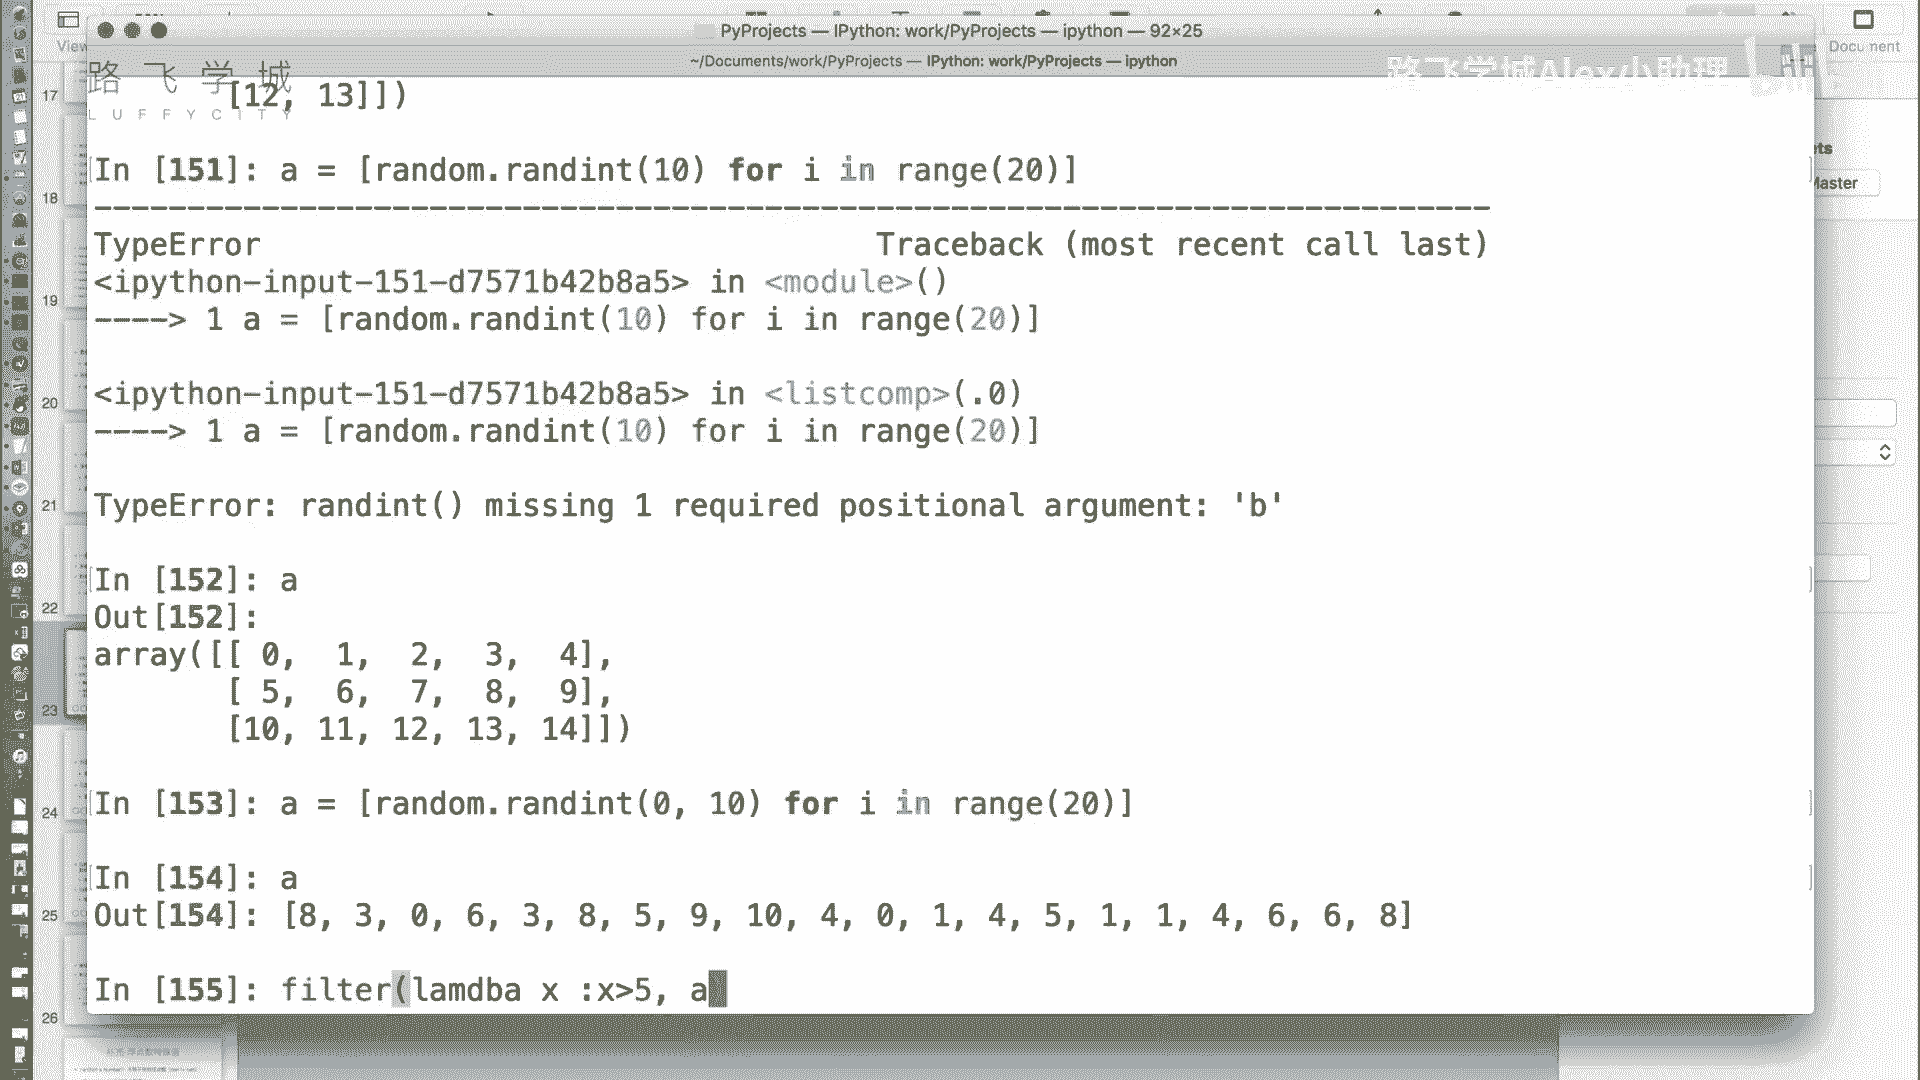 PyProjects — IPython: work/PyProjects — ipython — 92×25
~/Documents/work/PyProjects — IPython: work/PyProjects — ipython
View
Document
路飞学城
LUFFYCITY
路飞学城Alex小助理
[12, 13]])
In [151]: a = [random.randint(10) for i in range(20)]
---------------------------------------------------------------------------
TypeError                                 Traceback (most recent call last)
<ipython-input-151-d7571b42b8a5> in <module>()
----> 1 a = [random.randint(10) for i in range(20)]
<ipython-input-151-d7571b42b8a5> in <listcomp>(.0)
----> 1 a = [random.randint(10) for i in range(20)]
TypeError: randint() missing 1 required positional argument: 'b'
In [152]: a
Out[152]:
array([[ 0,  1,  2,  3,  4],
       [ 5,  6,  7,  8,  9],
       [10, 11, 12, 13, 14]])
In [153]: a = [random.randint(0, 10) for i in range(20)]
In [154]: a
Out[154]: [8, 3, 0, 6, 3, 8, 5, 9, 10, 4, 0, 1, 4, 5, 1, 1, 4, 6, 6, 8]
In [155]: filter(lamdba x :x>5, a
17
18
19
20
21
22
23
24
25
26
ets
Master